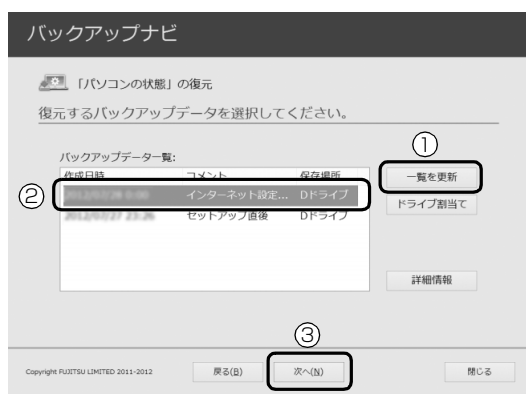 バックアップナビ
「パソコンの状態」の復元
復元するバックアップデータを選択してください。
①
バックアップデータ一覧:
作成日時 コメント 保存場所
一覧を更新
②
インターネット設定... Dドライブ
セットアップ直後 Dドライブ
ドライブ割当て
詳細情報
③
Copyright FUJITSU LIMITED 2011-2012
戻る(B)
次へ(N)
閉じる